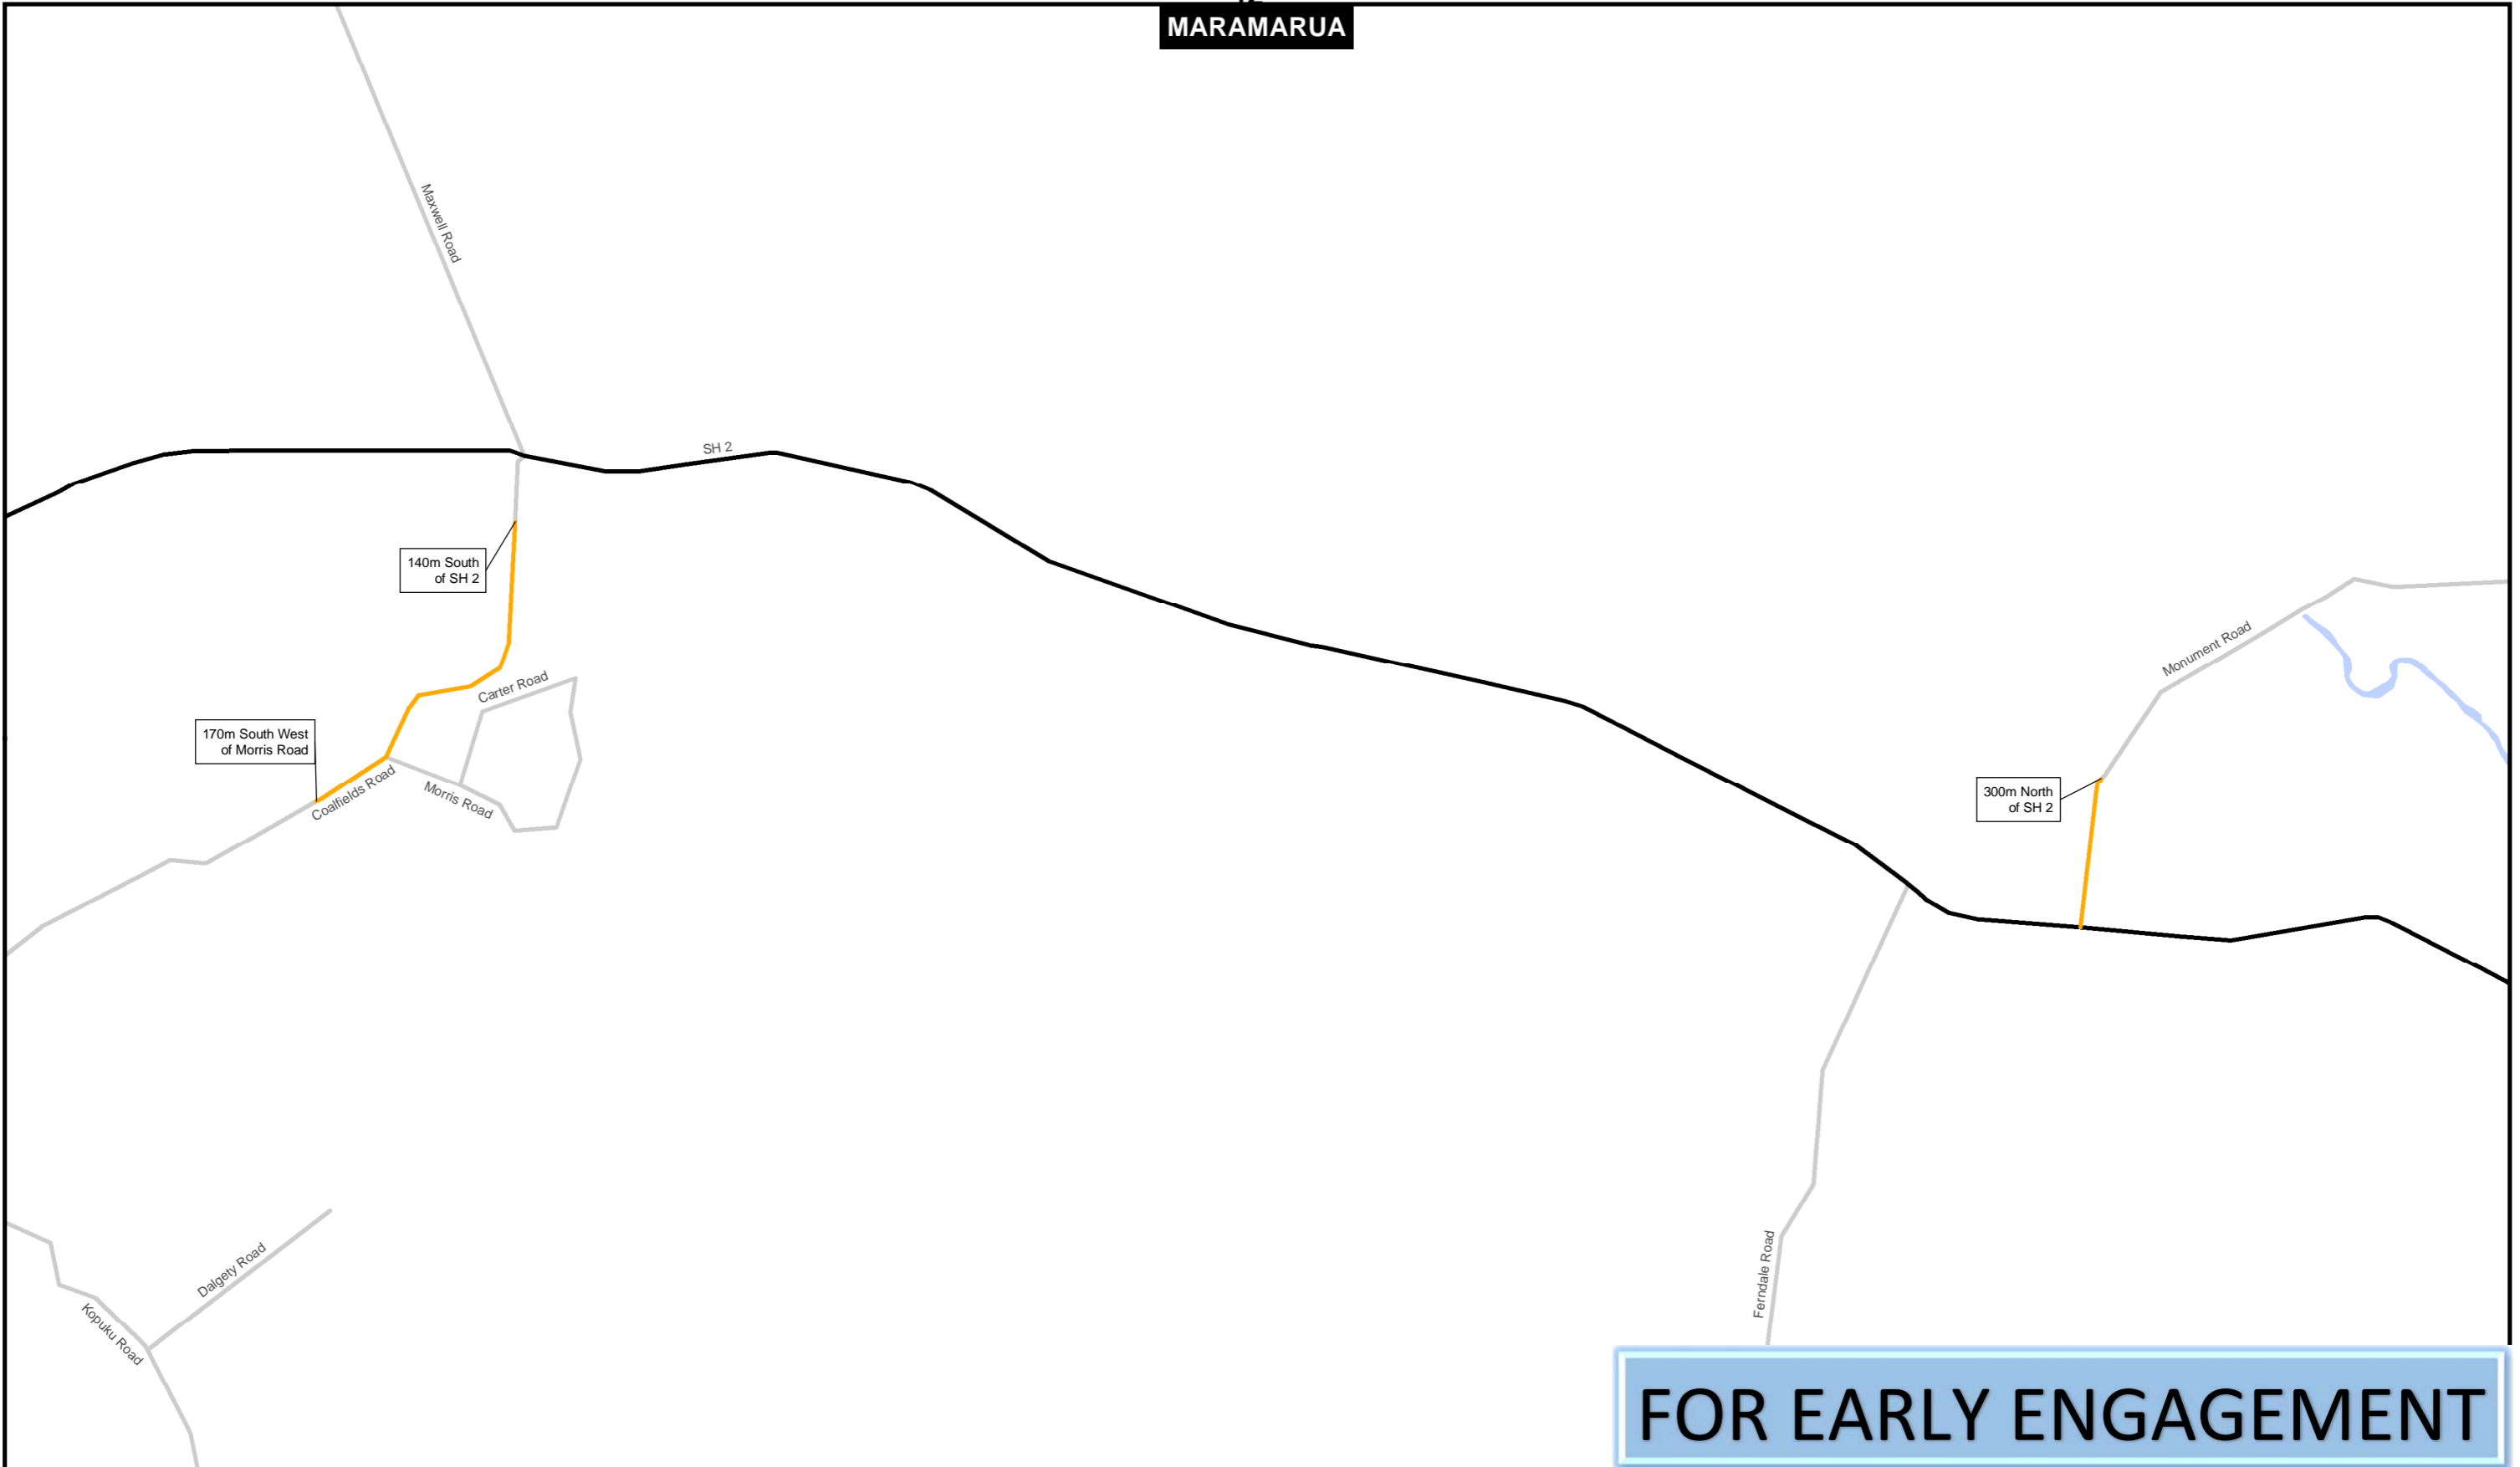 MARAMARUA
Maxwell Road
SH 2
140m South
of SH 2
Monument Road
Carter Road
170m South West
of Morris Road
Coalfields Road
Morris Road
300m North
of SH 2
Dalgety Road
Kopuku Road
Ferndale Road
FOR EARLY ENGAGEMENT